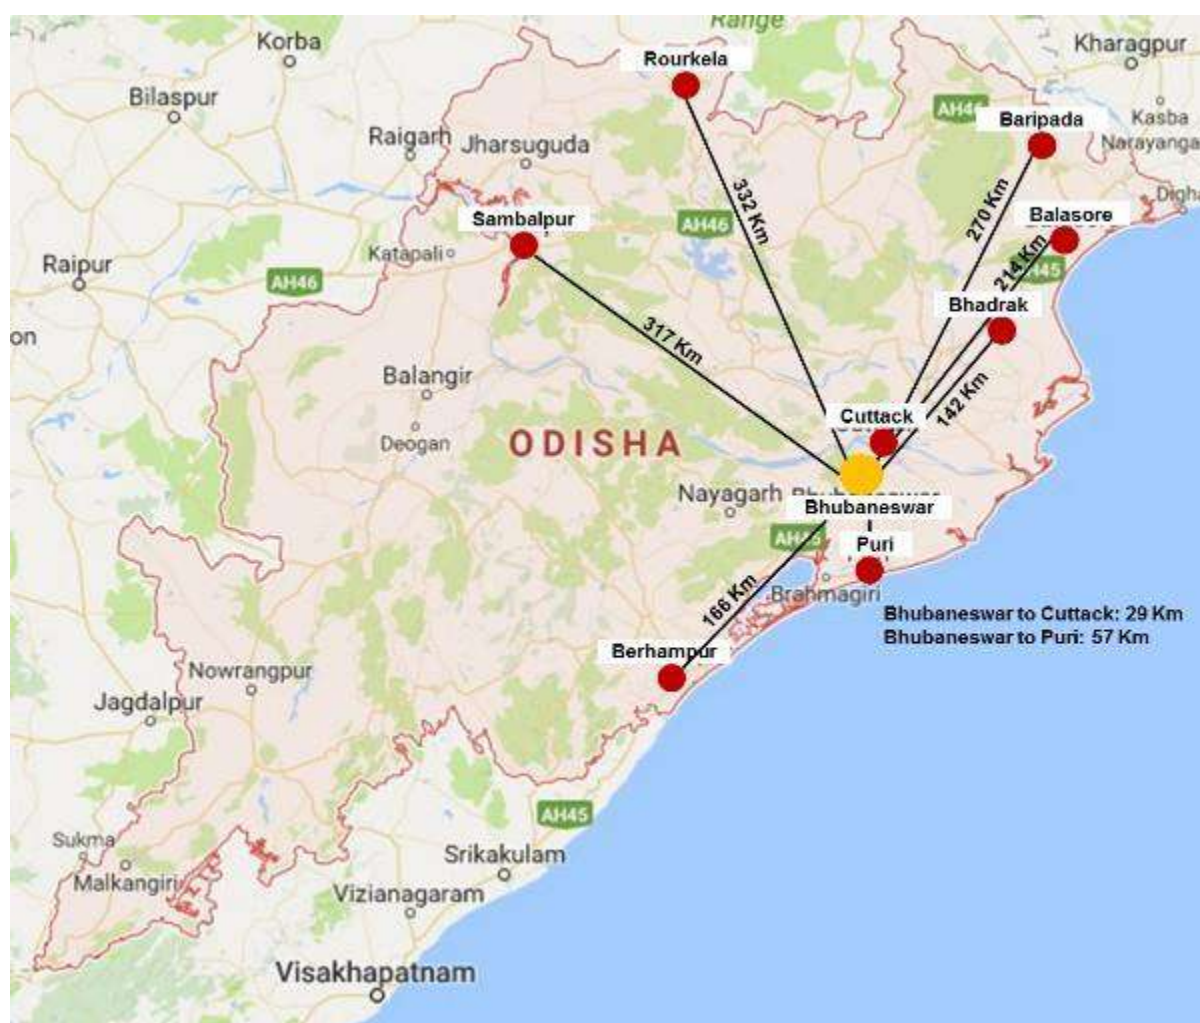 Range
Korba
Rourkela
Kharagpur
Bilaspur
AH46
Baripada
Kasba
Narayanga
Raigarh
Jharsuguda
332 Km
270 Km
Digha
Sambalpur
AH46
Balasore
Katapali
214 Km
Raipur
AH46
AH45
on
Bhadrak
317 Km
Balangir
142 Km
Cuttack
Deogan
ODISHA
Nayagarh
Bhubaneswar
AH45
Puri
166 Km
Brahmagiri
Bhubaneswar to Cuttack: 29 Km
Bhubaneswar to Puri: 57 Km
Berhampur
Nowrangpur
Jagdalpur
AH45
Sukma
Srikakulam
Malkangiri
Vizianagaram
Visakhapatnam